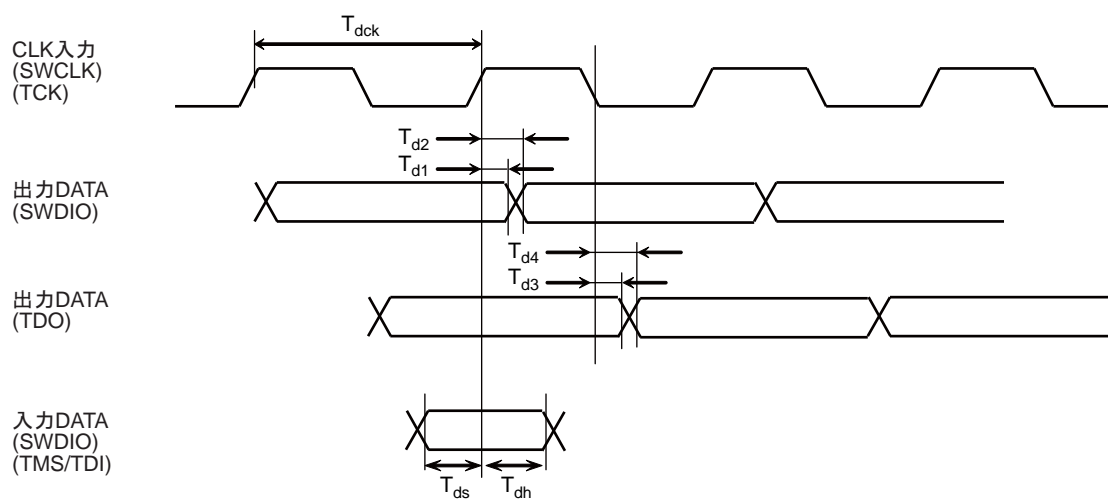 Tdck
CLK入力
(SWCLK)
(TCK)
Td2
Td1
出力DATA
(SWDIO)
Td4
Td3
出力DATA
(TDO)
入力DATA
(SWDIO)
(TMS/TDI)
Tds
Tdh